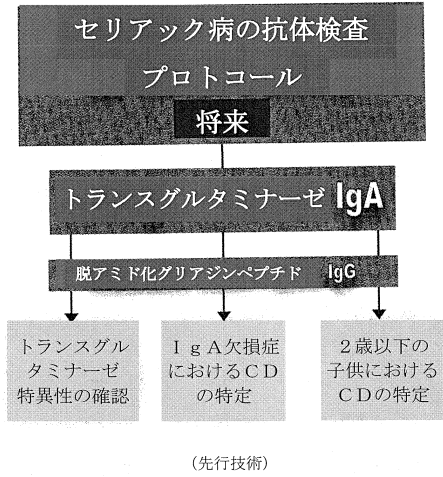 セリアック病の抗体検査
プロトコール
将来
トランスグルタミナーゼ IgA
脱アミド化グリアジンペプチド IgG
トランスグル
タミナーゼ
特異性の確認
ＩｇＡ欠損症
におけるＣＤ
の特定
２歳以下の
子供における
ＣＤの特定
（先行技術）